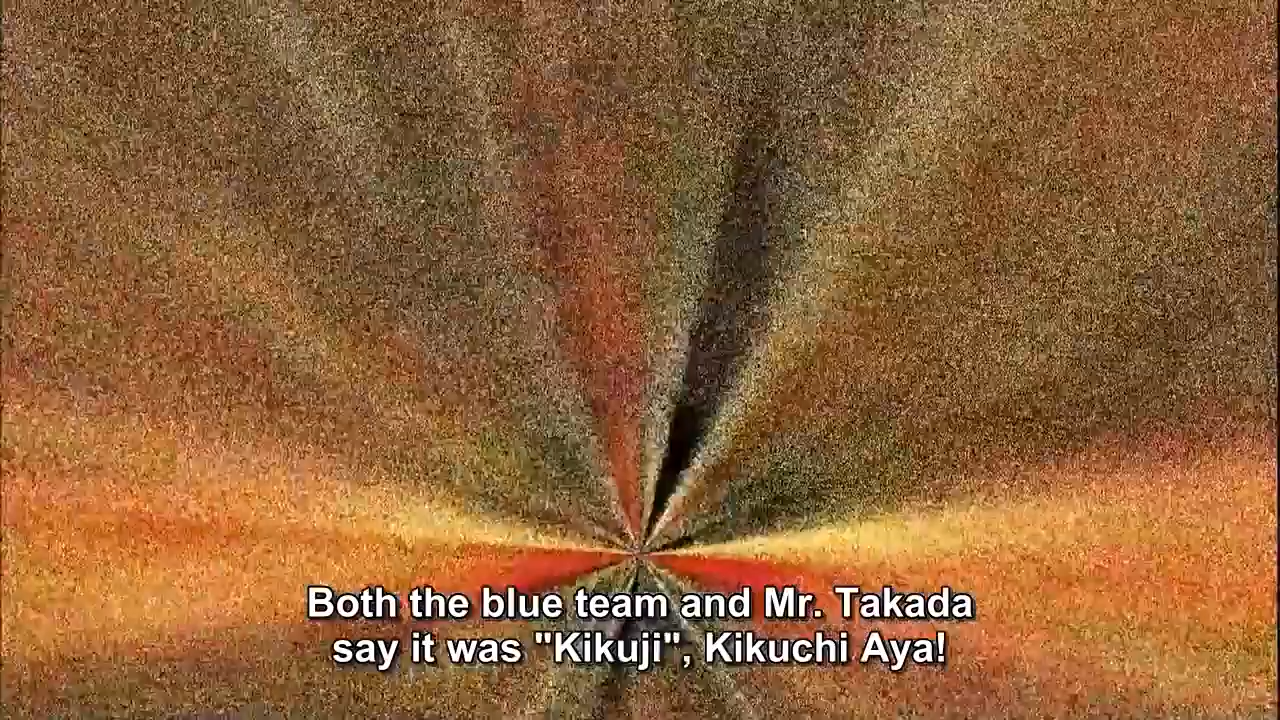 Both the blue team and Mr. Takada
say it was "Kikuji", Kikuchi Aya!